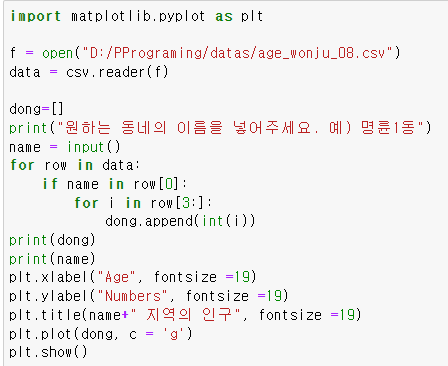 import matplotlib.pyplot as plt
f = open("D:/PPrograming/datas/age_wonju_08.csv")
data = csv.reader(f)
dong=[]
print("원하는 동네의 이름을 넣어주세요. 예) 명륜1동")
name = input()
for row in data:
    if name in row[0]:
        for i in row[3:]:
            dong.append(int(i))
print(dong)
print(name)
plt.xlabel("Age", fontsize =19)
plt.ylabel("Numbers", fontsize =19)
plt.title(name+" 지역의 인구", fontsize =19)
plt.plot(dong, c = 'g')
plt.show()